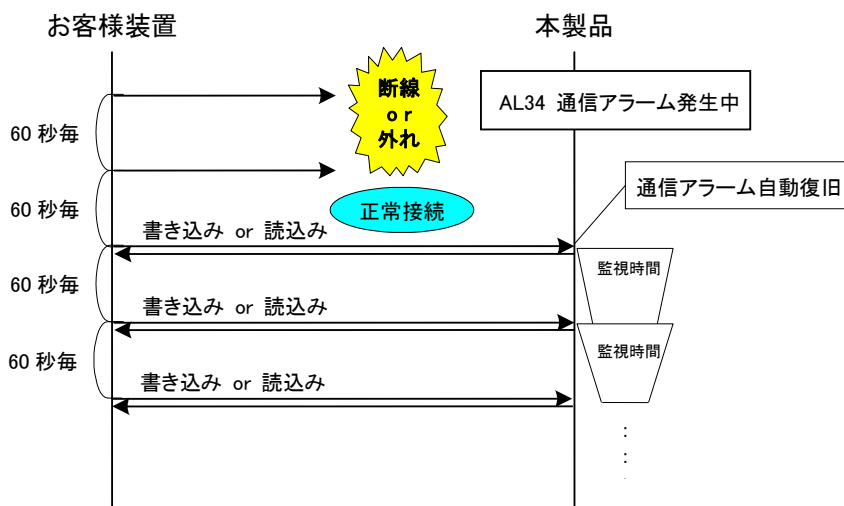 お客様装置
本製品
断線
or
外れ
AL34 通信アラーム発生中
60 秒毎
60 秒毎
正常接続
通信アラーム自動復旧
書き込み or 読込み
監視時間
60 秒毎
書き込み or 読込み
監視時間
60 秒毎
書き込み or 読込み